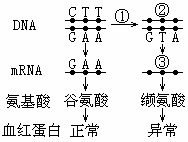 C T T ① ②
DNA
G A A G T A
mRNA G A A ③
氨基酸 谷氨酸 缬氨酸
血红蛋白 正常 异常